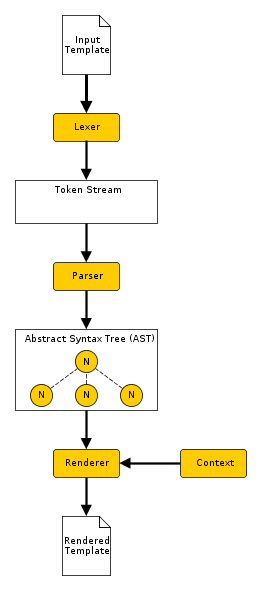 Input
Template
Lexer
Token Stream
Parser
Abstract Syntax Tree (AST)
N
N N N
Renderer Context
Rendered
Template